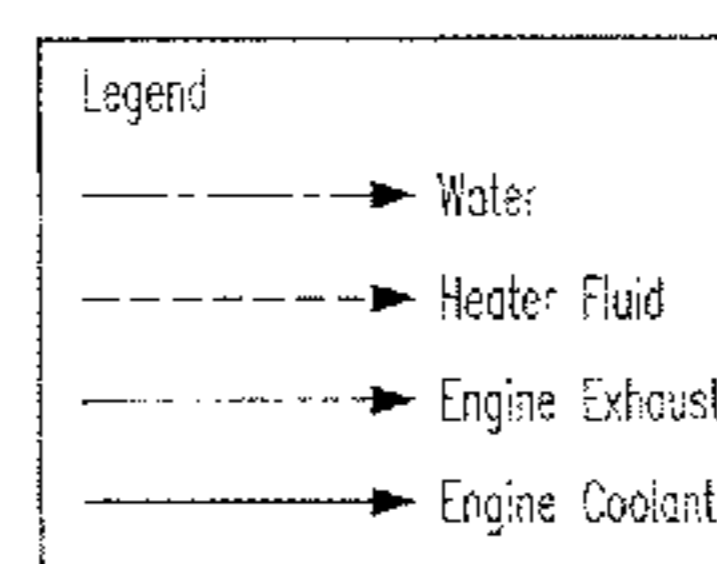 Legend
Water
Heater Fluid
Engine Exhaust
Engine Coolant